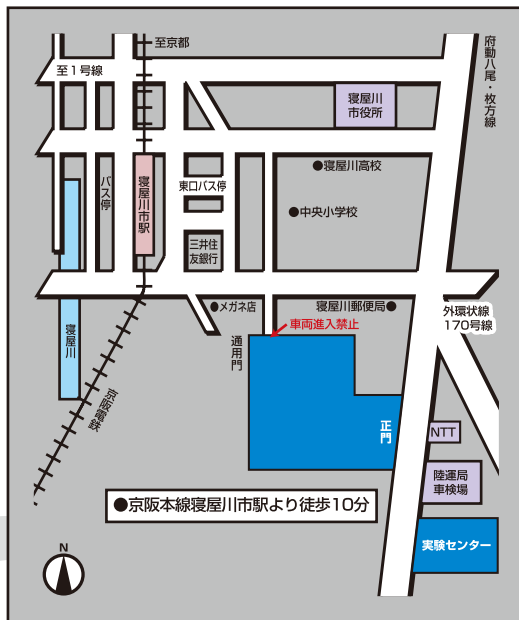 至京都
至１号線
府動八尾・枚方線
寝屋川
市役所
バス停
寝屋川市駅
東口バス停
●寝屋川高校
●中央小学校
三井住
友銀行
●メガネ店
寝屋川郵便局●
外環状線
170号線
寝屋川
通用門
車両進入禁止
京阪電鉄
正門
NTT
陸運局
車検場
●京阪本線寝屋川市駅より徒歩10分
実験センター
N